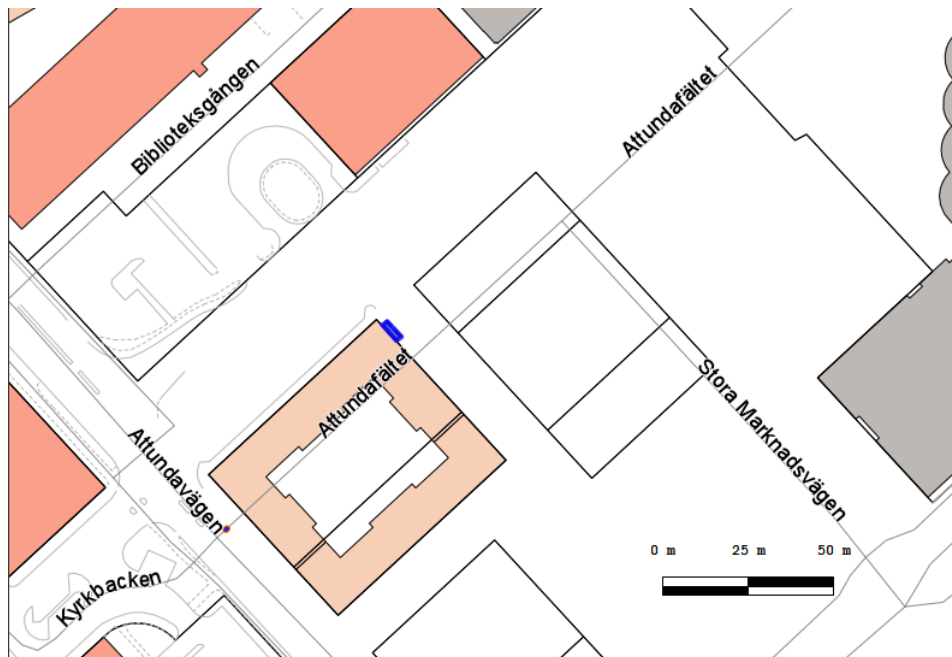 Biblioteksgången
Attundafältet
Attundafältet
Stora Marknadsvägen
Attundavägen
Kyrkbacken
0 m 25 m 50 m